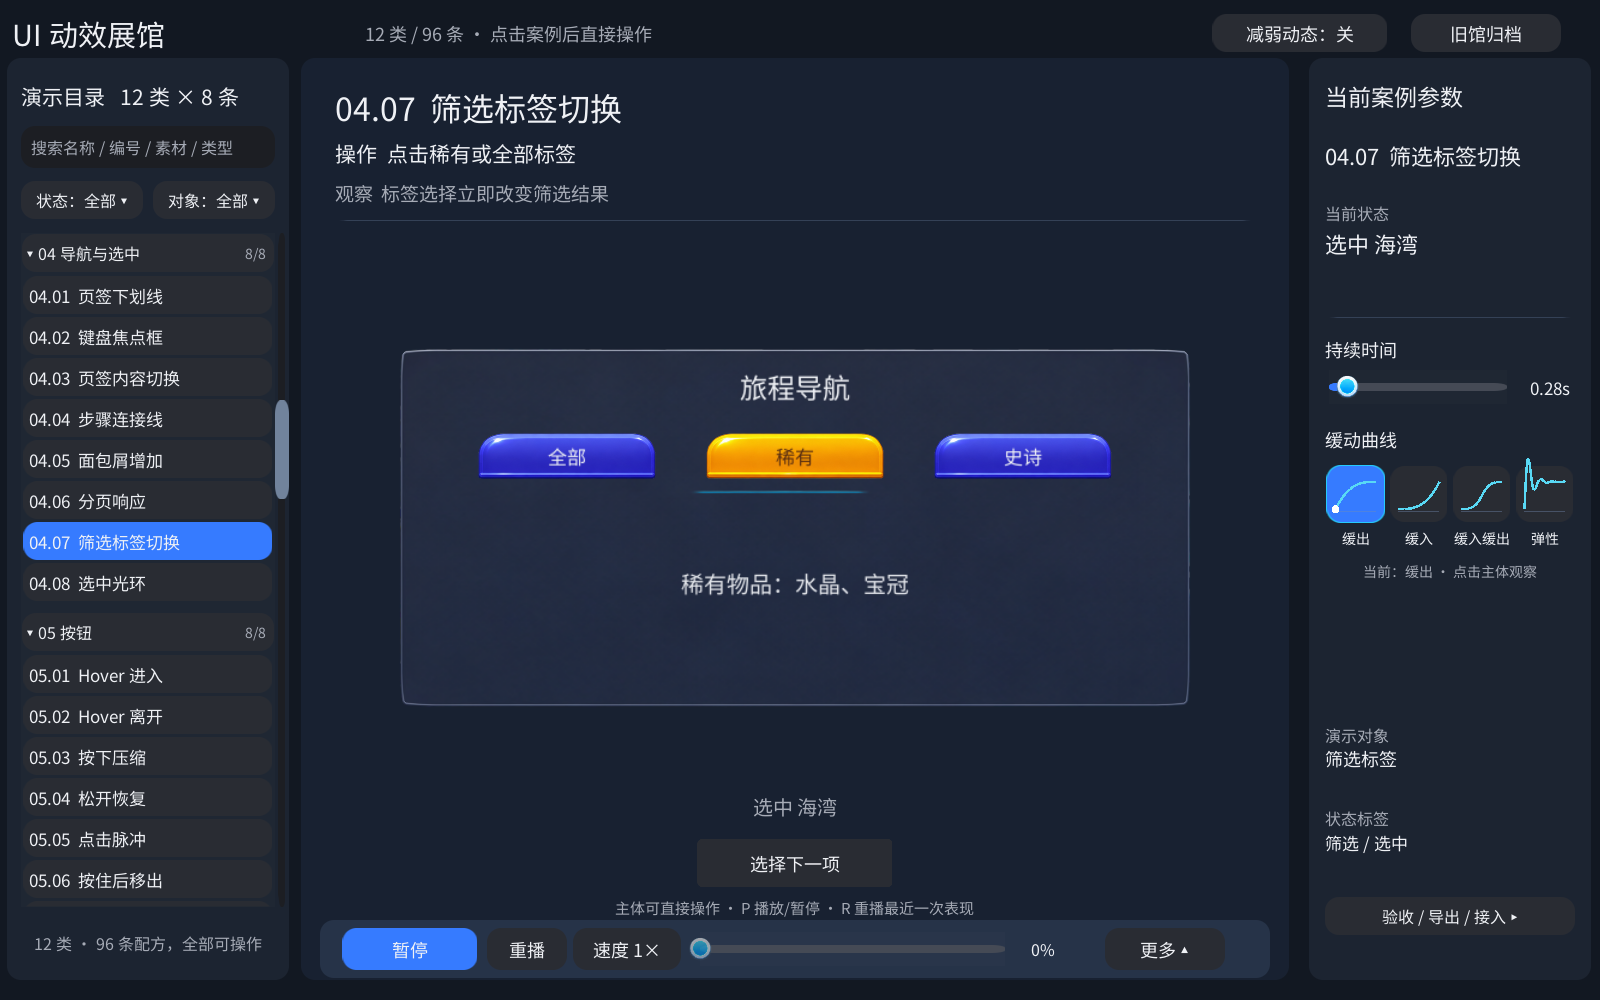 UI 动效展馆
12 类 / 96 条 · 点击案例后直接操作
减弱动态：关
旧馆归档
演示目录 12 类 × 8 条
搜索名称 / 编号 / 素材 / 类型
状态：全部 ▾
对象：全部 ▾
▾ 04 导航与选中 8/8
04.01 页签下划线
04.02 键盘焦点框
04.03 页签内容切换
04.04 步骤连接线
04.05 面包屑增加
04.06 分页响应
04.07 筛选标签切换
04.08 选中光环
▾ 05 按钮 8/8
05.01 Hover 进入
05.02 Hover 离开
05.03 按下压缩
05.04 松开恢复
05.05 点击脉冲
05.06 按住后移出
12 类 · 96 条配方，全部可操作
04.07 筛选标签切换
操作 点击稀有或全部标签
观察 标签选择立即改变筛选结果
旅程导航
全部
稀有
史诗
稀有物品：水晶、宝冠
选中 海湾
选择下一项
主体可直接操作 · P 播放/暂停 · R 重播最近一次表现
暂停
重播
速度 1×
0%
更多 ▴
当前案例参数
04.07 筛选标签切换
当前状态
选中 海湾
持续时间
0.28s
缓动曲线
缓出
缓入
缓入缓出
弹性
当前：缓出 · 点击主体观察
演示对象
筛选标签
状态标签
筛选 / 选中
验收 / 导出 / 接入 ▸